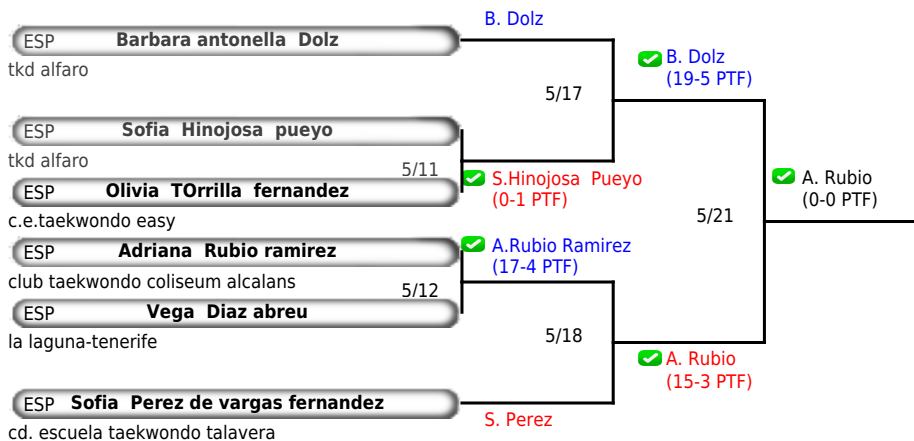 B. Dolz
ESP Barbara antonella Dolz
tkd alfaro
B. Dolz
(19-5 PTF)
5/17
ESP Sofia Hinojosa pueyo
tkd alfaro
5/11
S.Hinojosa Pueyo
(0-1 PTF)
ESP Olivia TOrrilla fernandez
c.e.taekwondo easy
A. Rubio
(0-0 PTF)
5/21
ESP Adriana Rubio ramirez
club taekwondo coliseum alcalans
A.Rubio Ramirez
(17-4 PTF)
5/12
ESP Vega Diaz abreu
la laguna-tenerife
5/18
A. Rubio
(15-3 PTF)
ESP Sofia Perez de vargas fernandez
cd. escuela taekwondo talavera
S. Perez